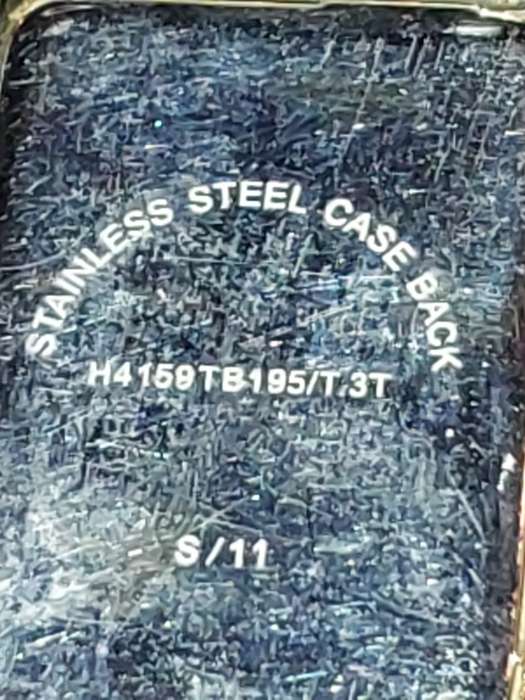 STAINLESS STEEL CASE BACK
H4159TB195/T.3T
S/11